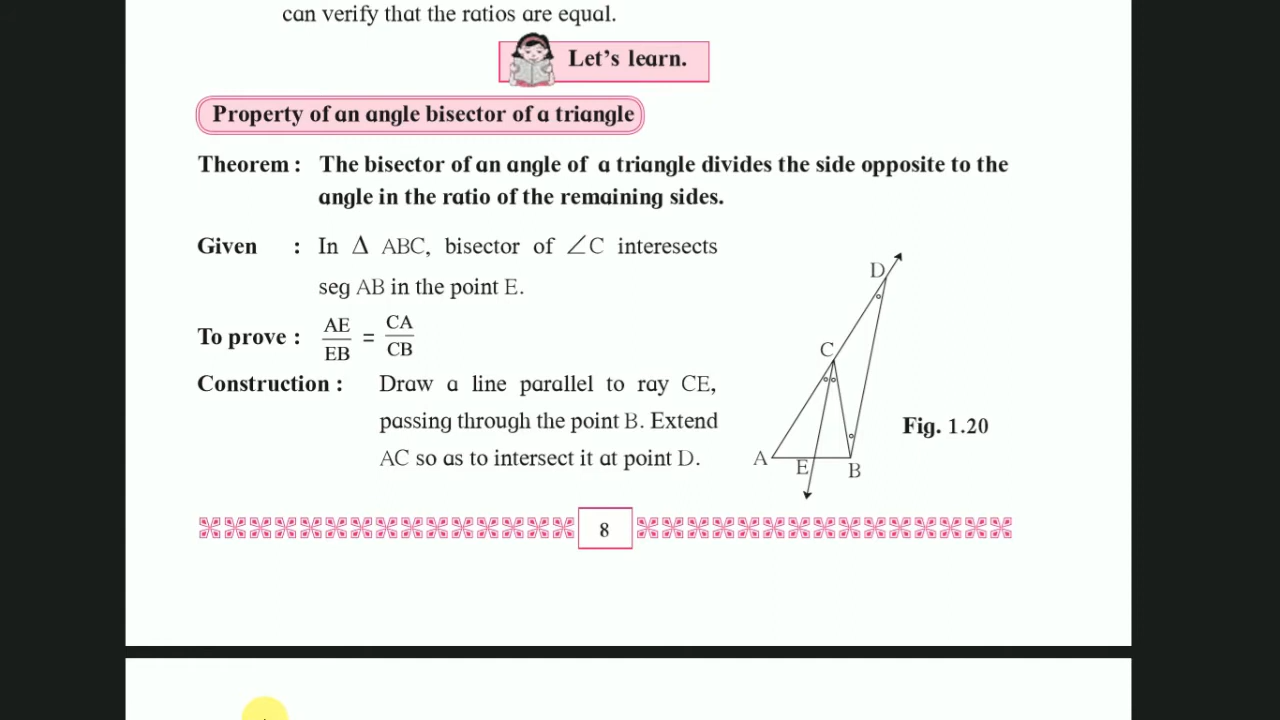 can verify that the ratios are equal.
Let's learn.
Property of an angle bisector of a triangle
Theorem : The bisector of an angle of a triangle divides the side opposite to the
angle in the ratio of the remaining sides.
Given : In Δ ABC, bisector of ∠C interesects
seg AB in the point E.
To prove : AE/EB = CA/CB
Construction : Draw a line parallel to ray CE,
passing through the point B. Extend
AC so as to intersect it at point D.
D
C
A
E
B
Fig. 1.20
8